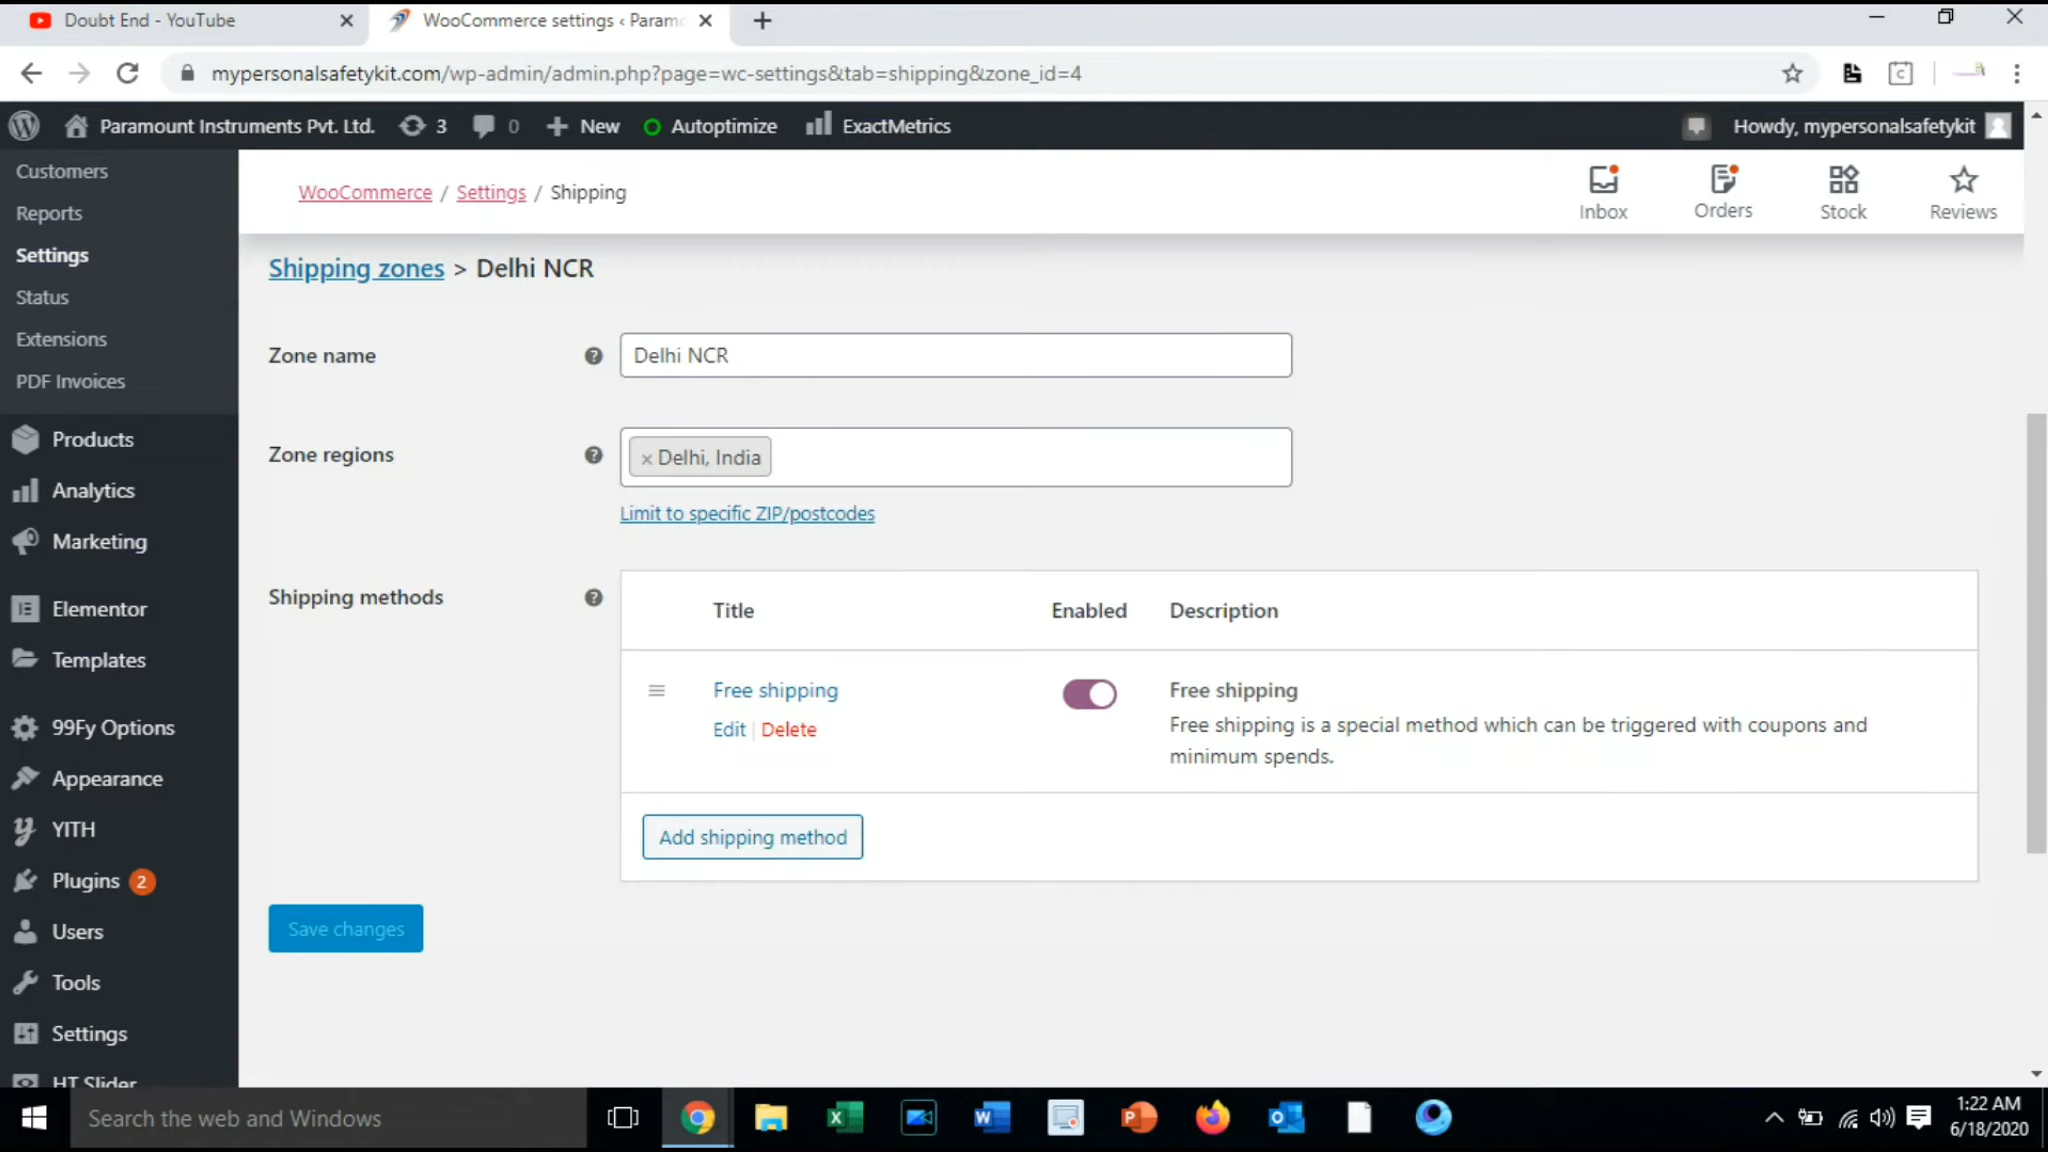 Doubt End - YouTube
WooCommerce settings ‹ Paramo
mypersonalsafetykit.com/wp-admin/admin.php?page=wc-settings&tab=shipping&zone_id=4
Paramount Instruments Pvt. Ltd. 3 0 New Autoptimize ExactMetrics Howdy, mypersonalsafetykit
Customers
Reports
Settings
Status
Extensions
PDF Invoices
Products
Analytics
Marketing
Elementor
Templates
99Fy Options
Appearance
YITH
Plugins 2
Users
Tools
Settings
HT Slider
WooCommerce / Settings / Shipping
Inbox
Orders
Stock
Reviews
Shipping zones > Delhi NCR
Zone name
Delhi NCR
Zone regions
× Delhi, India
Limit to specific ZIP/postcodes
Shipping methods
Title Enabled Description
Free shipping
Edit | Delete
Free shipping
Free shipping is a special method which can be triggered with coupons and
minimum spends.
Add shipping method
Save changes
Search the web and Windows
1:22 AM
6/18/2020